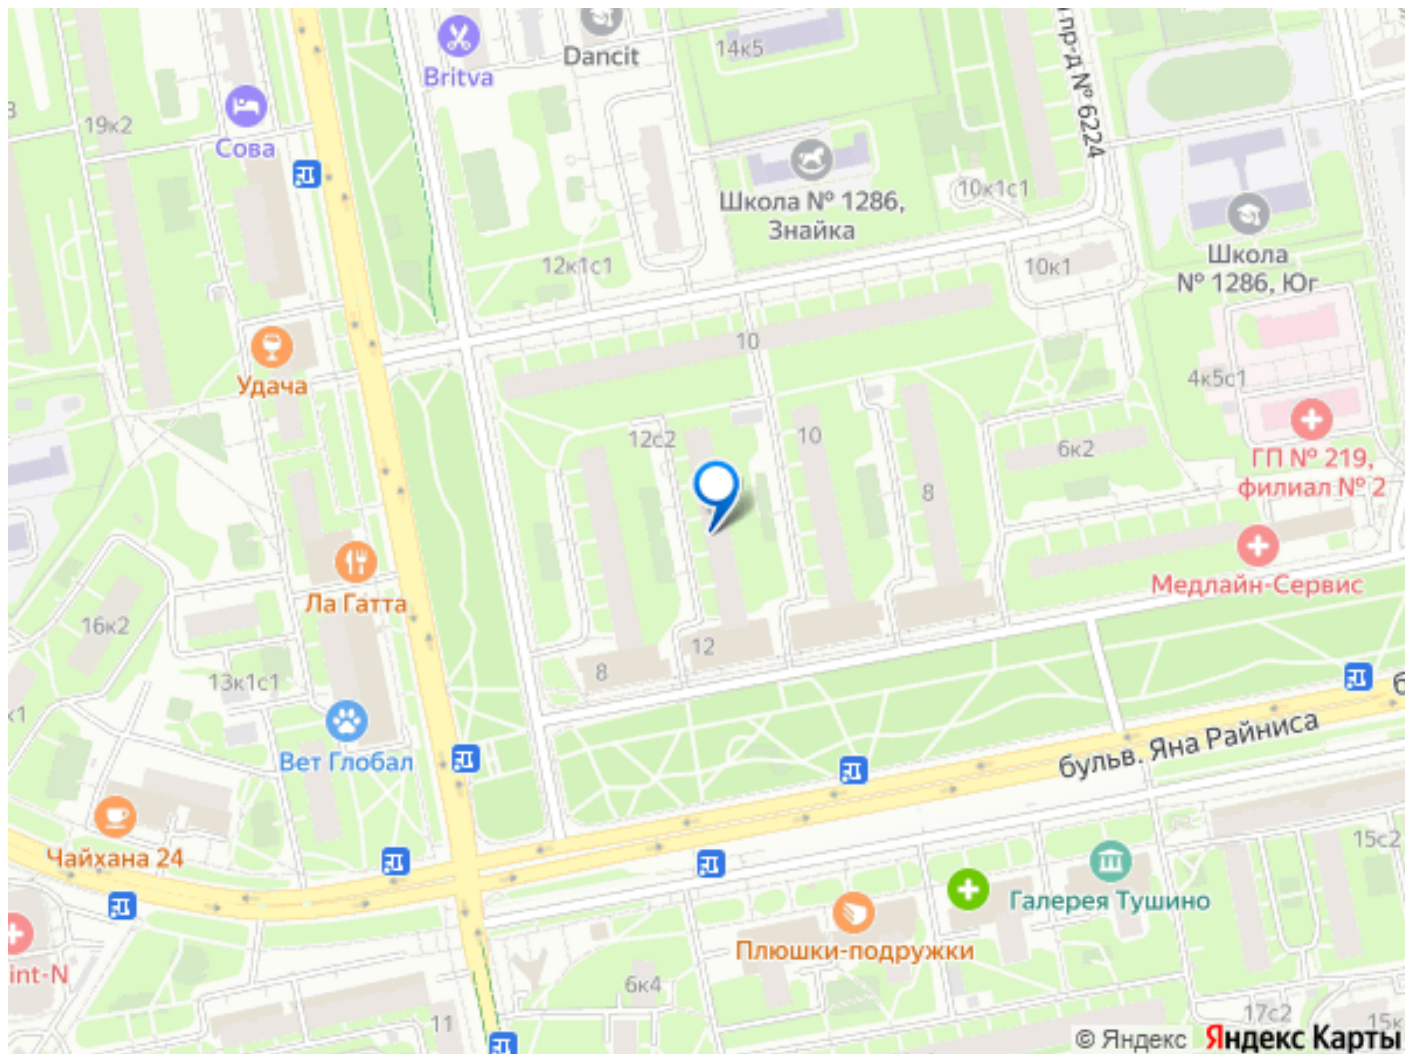 Dancit
14к5
Britva
19к2
Сова
пр-д № 6224
Школа № 1286,
Знайка
10к1с1
Школа
№ 1286, Юг
12к1с1
10к1
10
Удача
4к5с1
12с2
10
6к2
ГП № 219,
филиал № 2
8
Медлайн-Сервис
Ла Гатта
16к2
12
8
13к1с1
Вет Глобал
бульв. Яна Райниса
Чайхана 24
15с2
Галерея Тушино
Плюшки-подружки
int-N
6к4
11
17с2
15к
© Яндекс Яндекс Карты